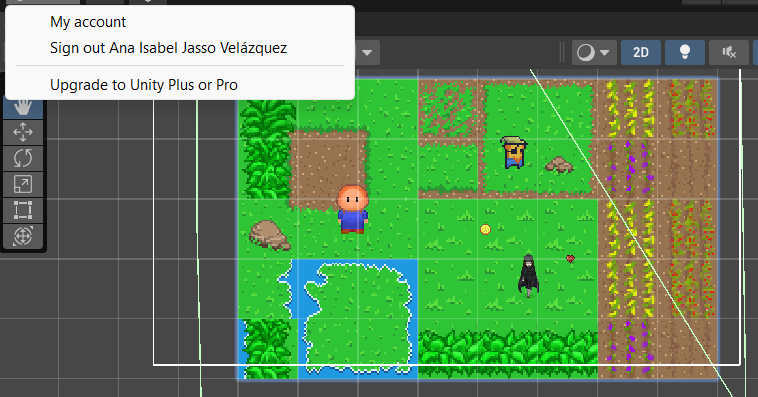 My account
Sign out Ana Isabel Jasso Velázquez
Upgrade to Unity Plus or Pro
2D